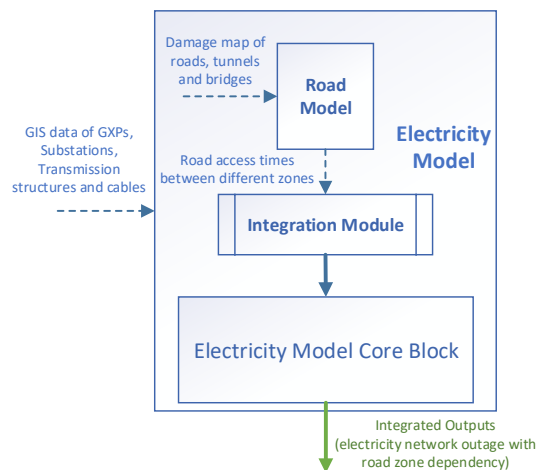 Damage map of
roads, tunnels
and bridges
Road
Model
Electricity
Model
GIS data of GXPs,
Substations,
Transmission
structures and cables
Road access times
between different zones
Integration Module
Electricity Model Core Block
Integrated Outputs
(electricity network outage with
road zone dependency)